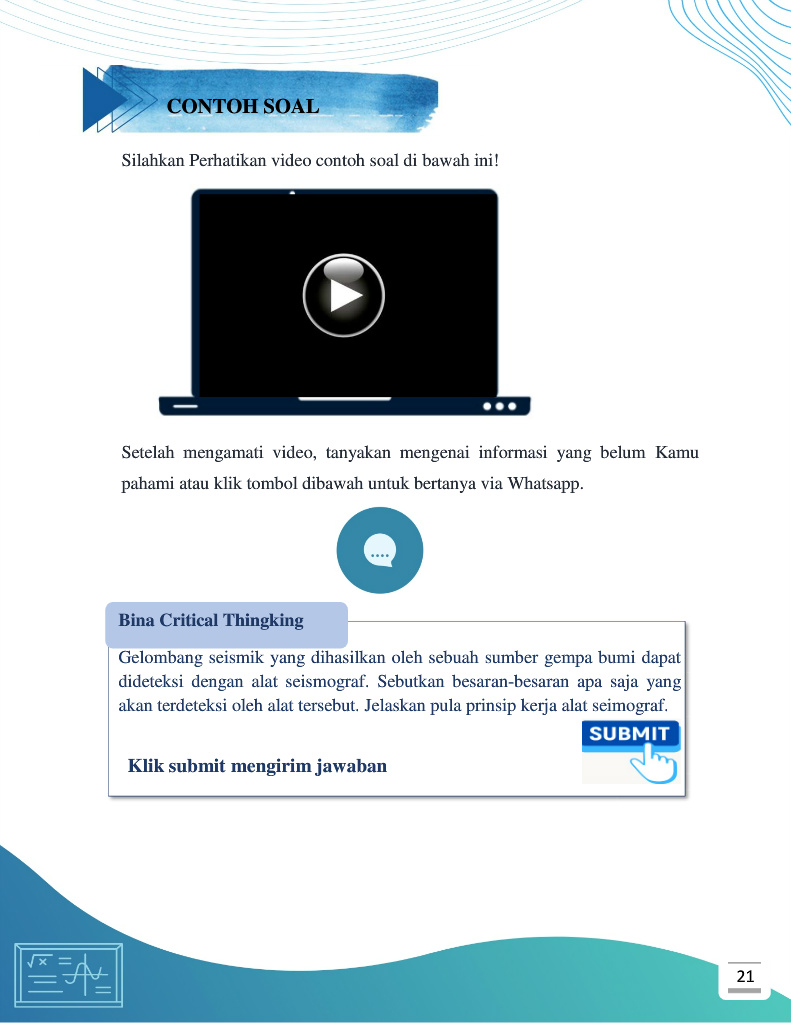 CONTOH SOAL
Silahkan Perhatikan video contoh soal di bawah ini!
Setelah mengamati video, tanyakan mengenai informasi yang belum Kamu
pahami atau klik tombol dibawah untuk bertanya via Whatsapp.
Bina Critical Thingking
Gelombang seismik yang dihasilkan oleh sebuah sumber gempa bumi dapat
dideteksi dengan alat seismograf. Sebutkan besaran-besaran apa saja yang
akan terdeteksi oleh alat tersebut. Jelaskan pula prinsip kerja alat seimograf.
SUBMIT
Klik submit mengirim jawaban
21